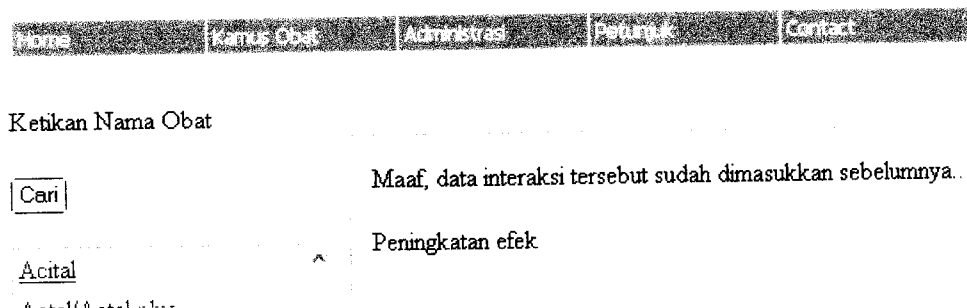 Home Kamus Obat Administrasi Petunjuk Contact
Ketikan Nama Obat
Cari
Maaf, data interaksi tersebut sudah dimasukkan sebelumnya..
Peningkatan efek
Acital